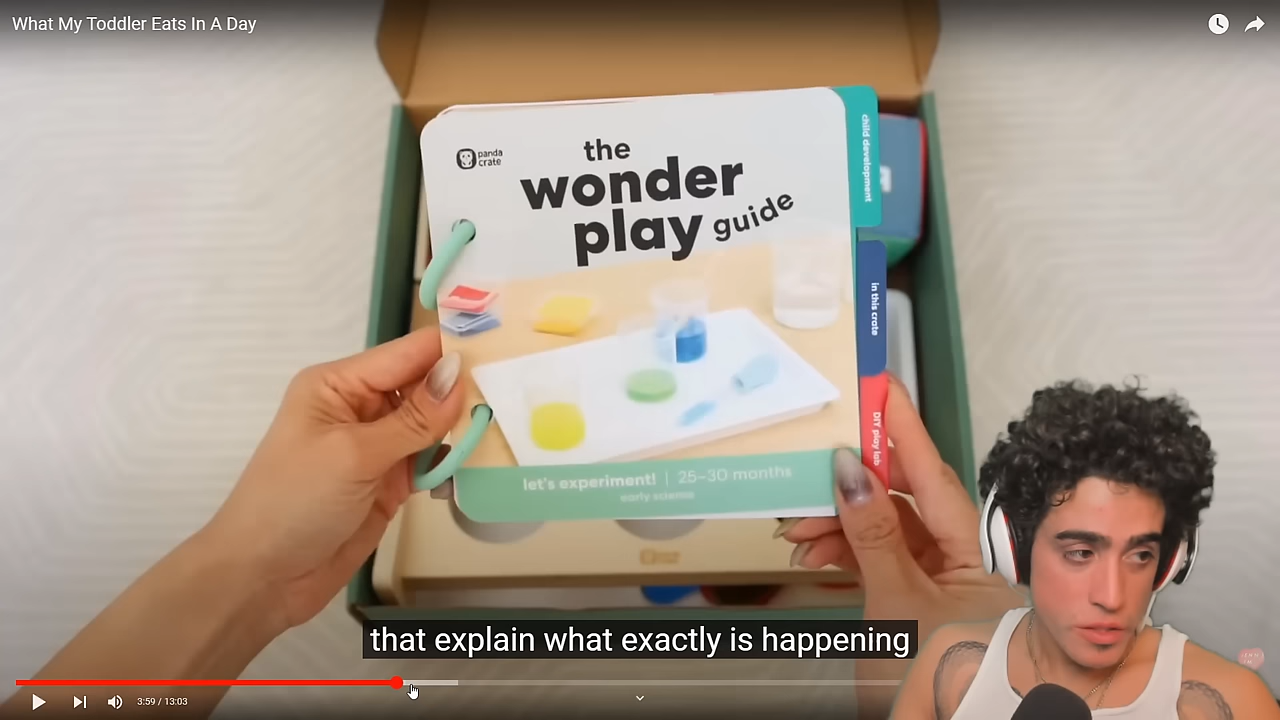 What My Toddler Eats In A Day
panda
crate
the
wonder
play guide
child development
in this crate
DIY play lab
let's experiment! | 25–30 months
early science
that explain what exactly is happening
3:59 / 13:03